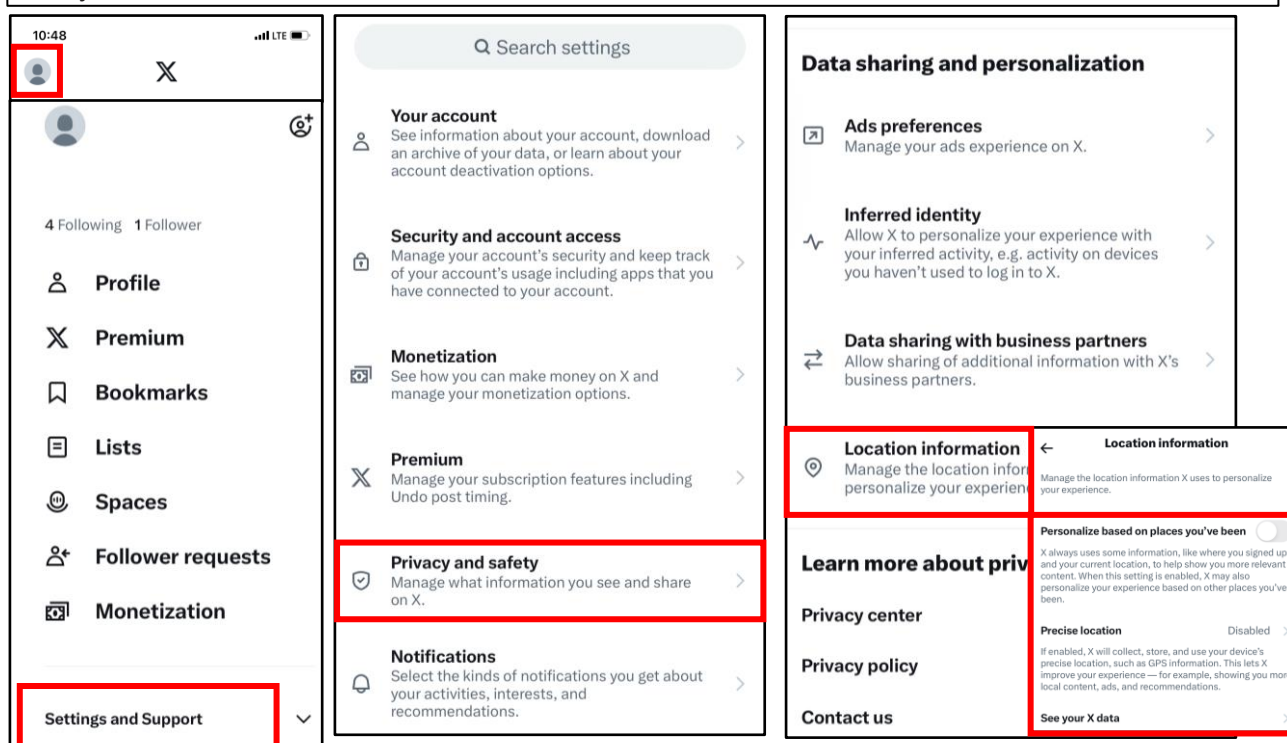 10:48
LTE
X
4 Following 1 Follower
Profile
Premium
Bookmarks
Lists
Spaces
Follower requests
Monetization
Settings and Support
Search settings
Your account
See information about your account, download
an archive of your data, or learn about your
account deactivation options.
Security and account access
Manage your account's security and keep track
of your account's usage including apps that you
have connected to your account.
Monetization
See how you can make money on X and
manage your monetization options.
Premium
Manage your subscription features including
Undo post timing.
Privacy and safety
Manage what information you see and share
on X.
Notifications
Select the kinds of notifications you get about
your activities, interests, and
recommendations.
Data sharing and personalization
Ads preferences
Manage your ads experience on X.
Inferred identity
Allow X to personalize your experience with
your inferred activity, e.g. activity on devices
you haven't used to log in to X.
Data sharing with business partners
Allow sharing of additional information with X's
business partners.
Location information
Manage the location
personalize your
Learn more about
Privacy center
Privacy policy
Contact us
Location information
Manage the location information X uses to personalize
your experience.
Personalize based on places you've been
X always uses some information, like where you signed up
and your current location, to help show you more relevant
content. When this setting is enabled, X may also
personalize your experience based on other places you've
been.
Precise location Disabled
If enabled, X will collect, store, and use your device's
precise location, such as GPS information. This lets X
improve your experience — for example, showing you more
local content, ads, and recommendations.
See your X data